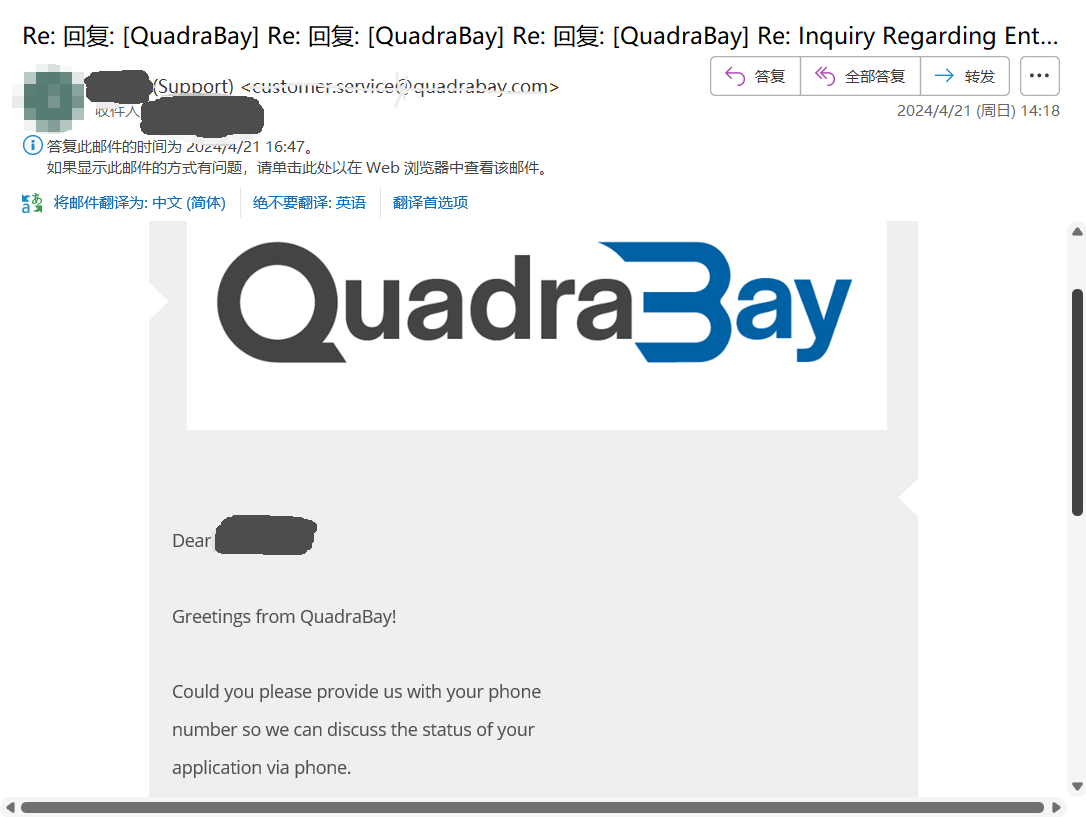 Re: 回复: [QuadraBay] Re: 回复: [QuadraBay] Re: 回复: [QuadraBay] Re: Inquiry Regarding Ent...
(Support) <customer.service@quadrabay.com>
答复
全部答复
转发
收件人
2024/4/21 (周日) 14:18
答复此邮件的时间为 2024/4/21 16:47。
如果显示此邮件的方式有问题，请单击此处以在 Web 浏览器中查看该邮件。
将邮件翻译为: 中文 (简体)
绝不要翻译: 英语
翻译首选项
QuadraBay
Dear
Greetings from QuadraBay!
Could you please provide us with your phone
number so we can discuss the status of your
application via phone.